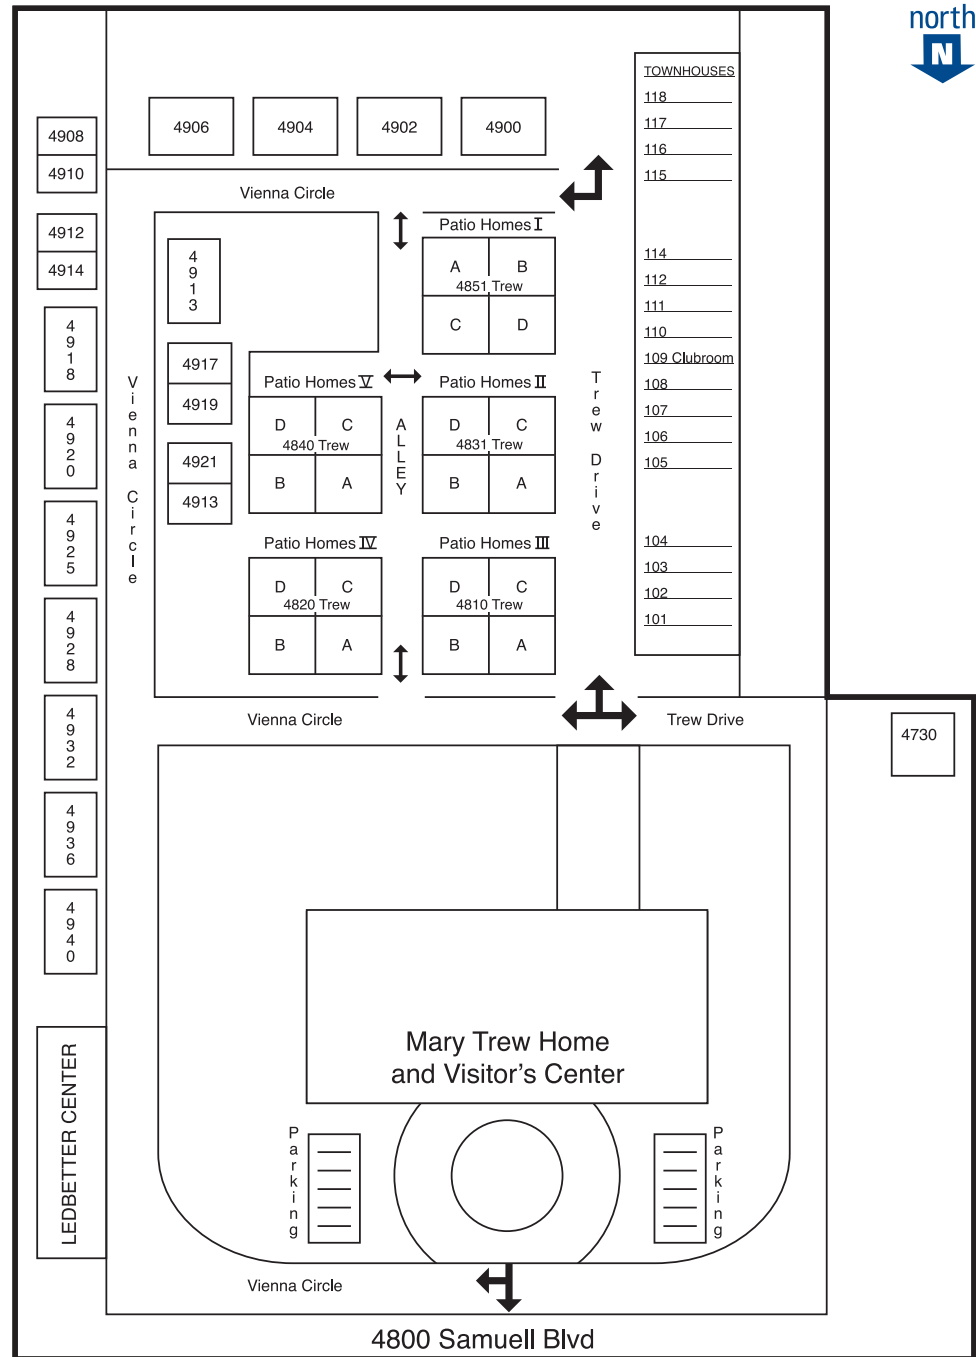 north
N
TOWNHOUSES
118
117
116
115
114
112
111
110
109 Clubroom
108
107
106
105
104
103
102
101
4906
4904
4902
4900
4908
4910
4912
4914
4918
4920
4925
4928
4932
4936
4940
LEDBETTER CENTER
Vienna Circle
Vienna Circle
4913
4917
4919
4921
4913
Patio Homes I
A B
4851 Trew
C D
Patio Homes V
D C
4840 Trew
B A
ALLEY
Patio Homes II
D C
4831 Trew
B A
Trew Drive
Patio Homes IV
D C
4820 Trew
B A
Patio Homes III
D C
4810 Trew
B A
Vienna Circle
Trew Drive
4730
Mary Trew Home
and Visitor's Center
Parking
Parking
Vienna Circle
4800 Samuell Blvd